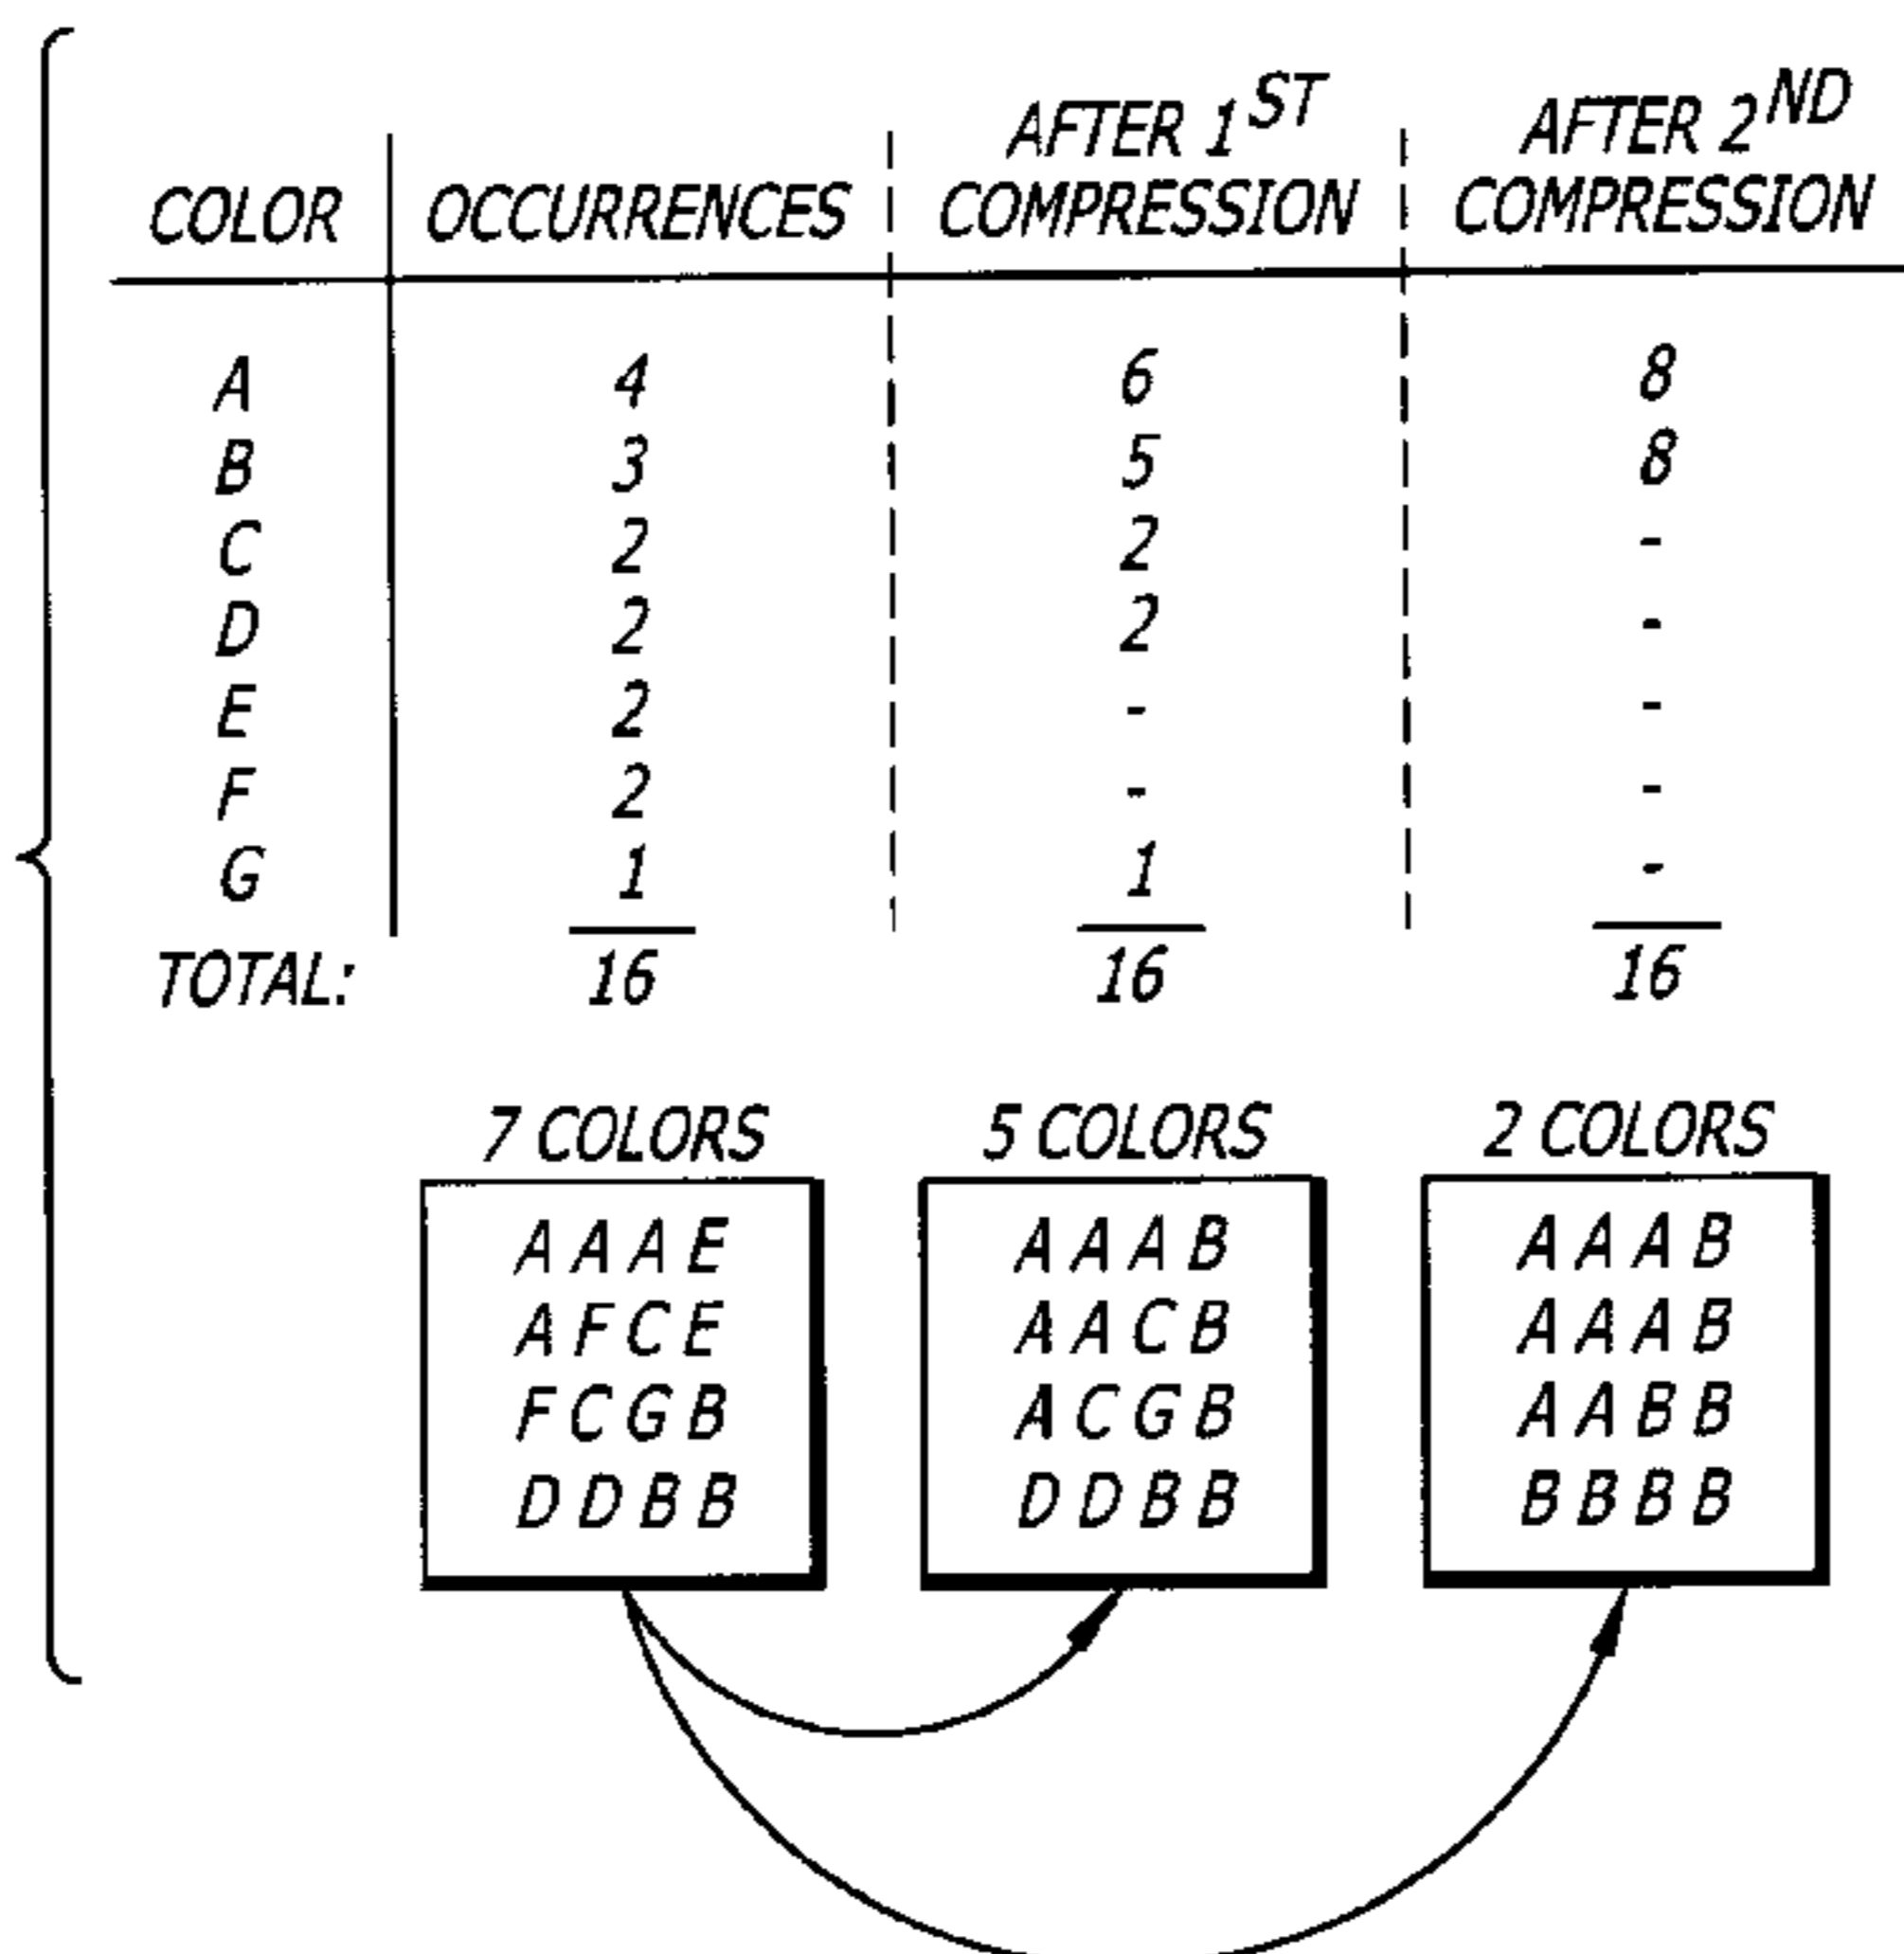 COLOR OCCURRENCES AFTER 1ST COMPRESSION AFTER 2ND COMPRESSION
A 4 6 8
B 3 5 8
C 2 2 -
D 2 2 -
E 2 - -
F 2 - -
G 1 1 -
TOTAL: 16 16 16
7 COLORS 5 COLORS 2 COLORS
A A A E A A A B A A A B
A F C E A A C B A A A B
F C G B A C G B A A B B
D D B B D D B B B B B B